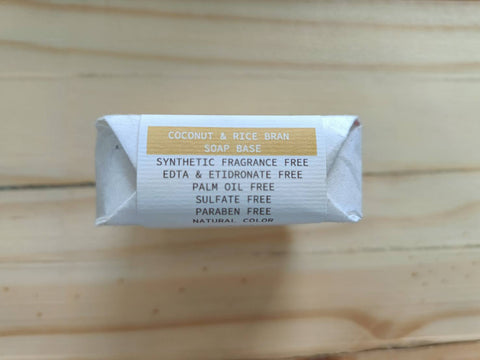 COCONUT & RICE BRAN
SOAP BASE
SYNTHETIC FRAGRANCE FREE
EDTA & ETIDRONATE FREE
PALM OIL FREE
SULFATE FREE
PARABEN FREE
NATURAL COLOR